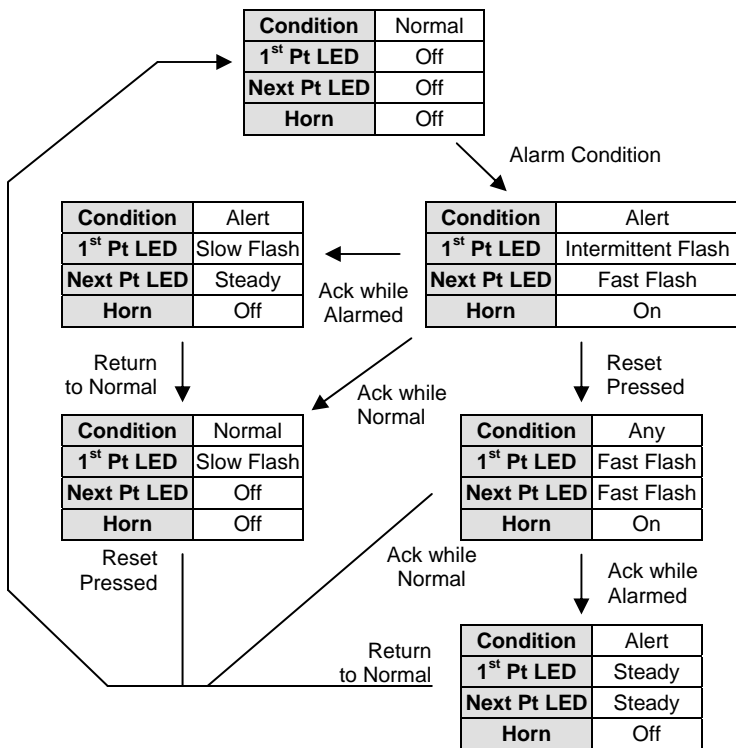 Condition Normal
1st Pt LED Off
Next Pt LED Off
Horn Off
Alarm Condition
Condition Alert
1st Pt LED Slow Flash
Next Pt LED Steady
Horn Off
Ack while
Alarmed
Condition Alert
1st Pt LED Intermittent Flash
Next Pt LED Fast Flash
Horn On
Return
to Normal
Ack while
Normal
Reset
Pressed
Condition Normal
1st Pt LED Slow Flash
Next Pt LED Off
Horn Off
Condition Any
1st Pt LED Fast Flash
Next Pt LED Fast Flash
Horn On
Reset
Pressed
Ack while
Normal
Ack while
Alarmed
Return
to Normal
Condition Alert
1st Pt LED Steady
Next Pt LED Steady
Horn Off